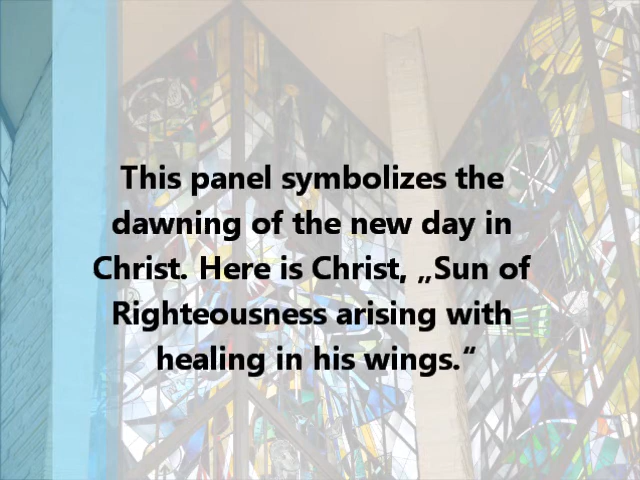 This panel symbolizes the
dawning of the new day in
Christ. Here is Christ, „Sun of
Righteousness arising with
healing in his wings.“